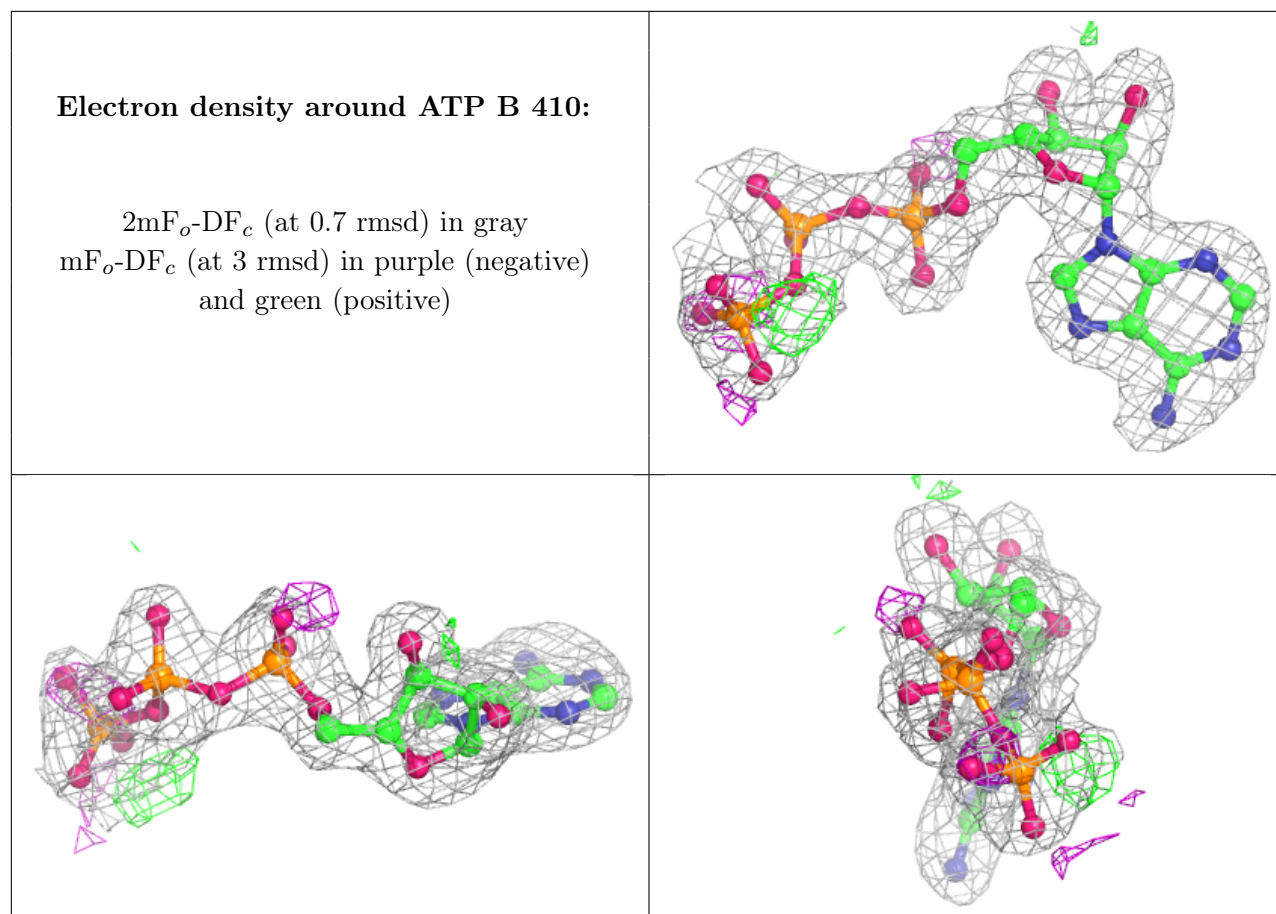 Electron density around ATP B 410:
2mFₒ-DF𝒸 (at 0.7 rmsd) in gray
mFₒ-DF𝒸 (at 3 rmsd) in purple (negative)
and green (positive)